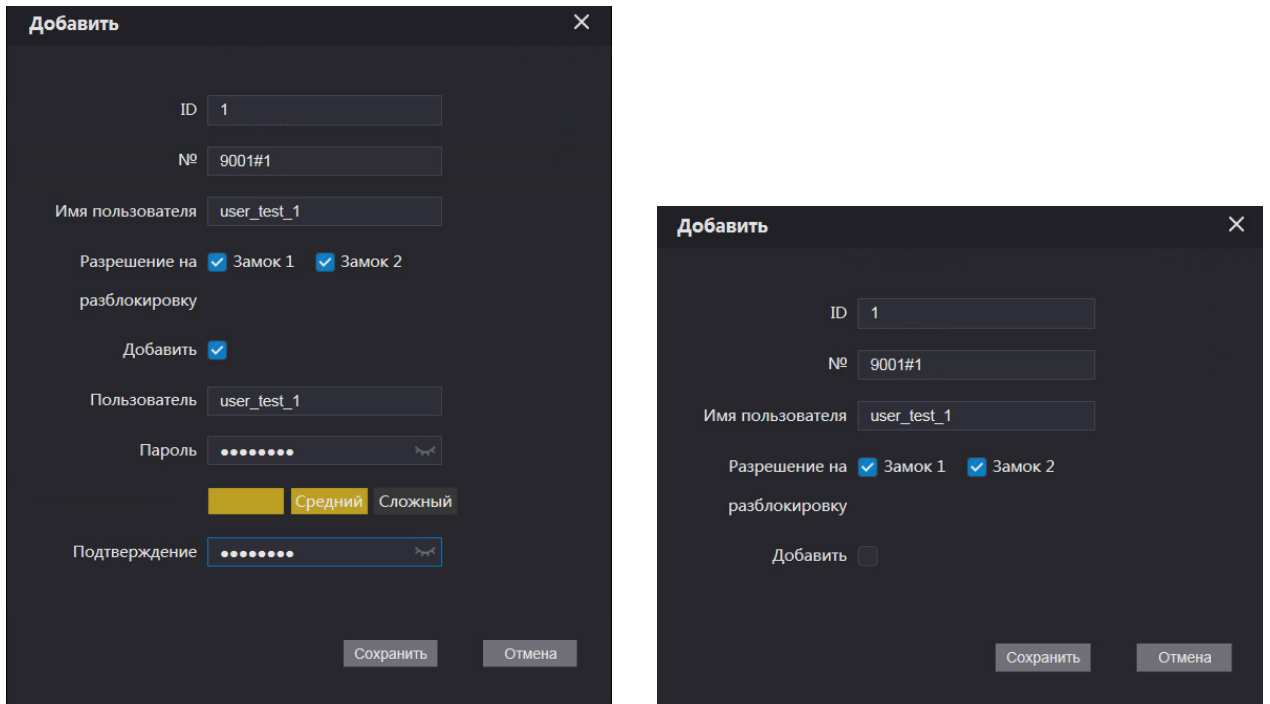 Добавить
ID 1
№ 9001#1
Имя пользователя user_test_1
Разрешение на Замок 1 Замок 2
разблокировку
Добавить
Пользователь user_test_1
Пароль ••••••••
Средний Сложный
Подтверждение ••••••••
Сохранить Отмена
Добавить
ID 1
№ 9001#1
Имя пользователя user_test_1
Разрешение на Замок 1 Замок 2
разблокировку
Добавить
Сохранить Отмена